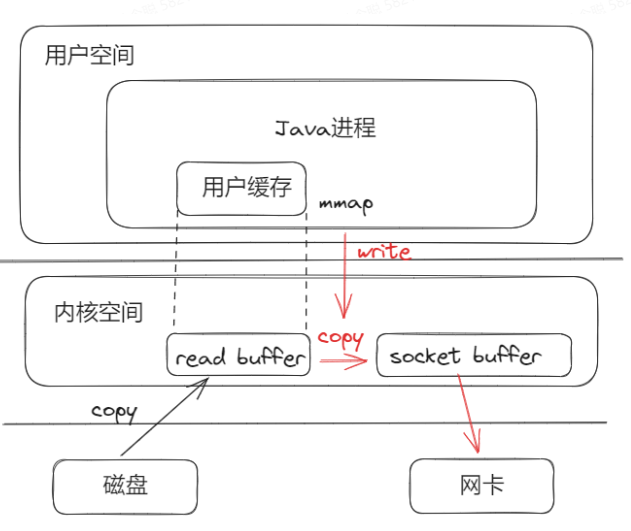 用户空间
Java进程
用户缓存
mmap
write
内核空间
copy
read buffer
socket buffer
copy
磁盘
网卡